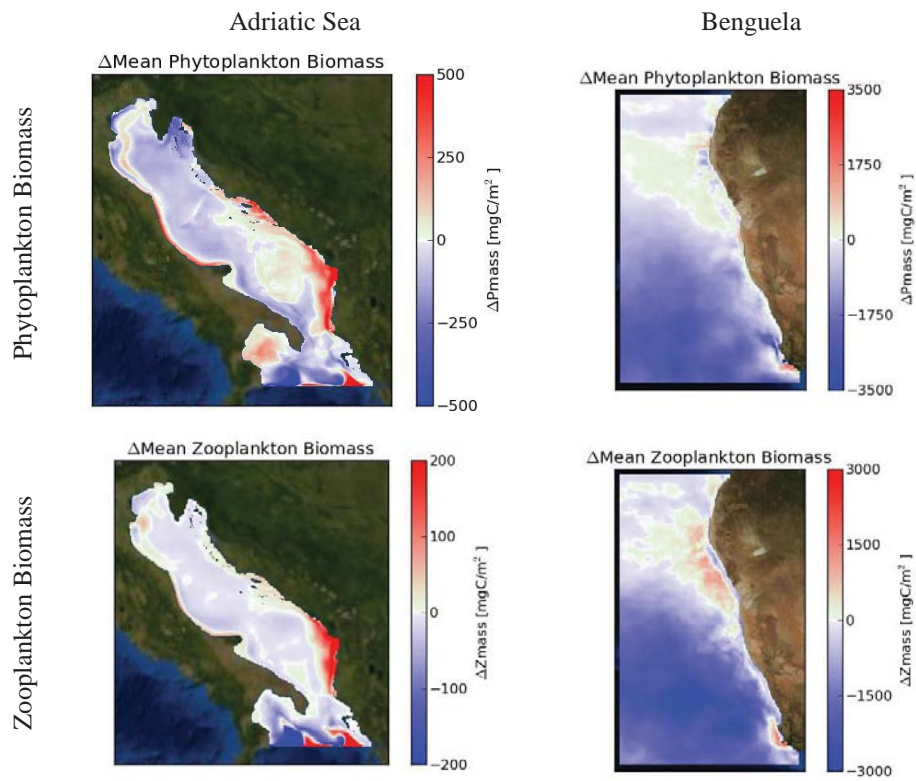 Adriatic Sea
Benguela
Phytoplankton Biomass
ΔMean Phytoplankton Biomass
500
250
0
−250
−500
ΔPmass [mgC/m² ]
ΔMean Phytoplankton Biomass
3500
1750
0
−1750
−3500
ΔPmass [mgC/m² ]
Zooplankton Biomass
ΔMean Zooplankton Biomass
200
100
0
−100
−200
ΔZmass [mgC/m² ]
ΔMean Zooplankton Biomass
3000
1500
0
−1500
−3000
ΔZmass [mgC/m² ]